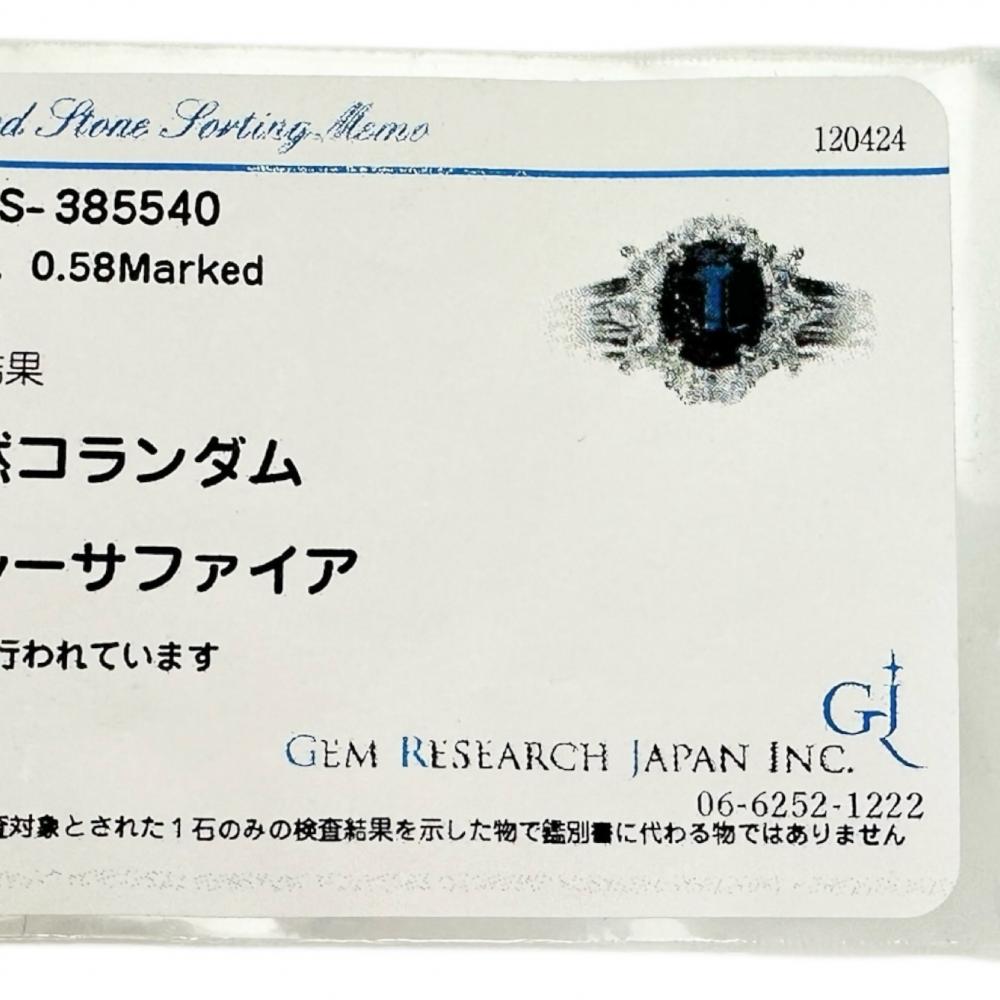 d Stone Sorting Memo
120424
S-385540
. 0.58Marked
果
コランダム
ーサファイア
行われています
GJ
GEM RESEARCH JAPAN INC.
06-6252-1222
査対象とされた1石のみの検査結果を示した物で鑑別書に代わる物ではありません